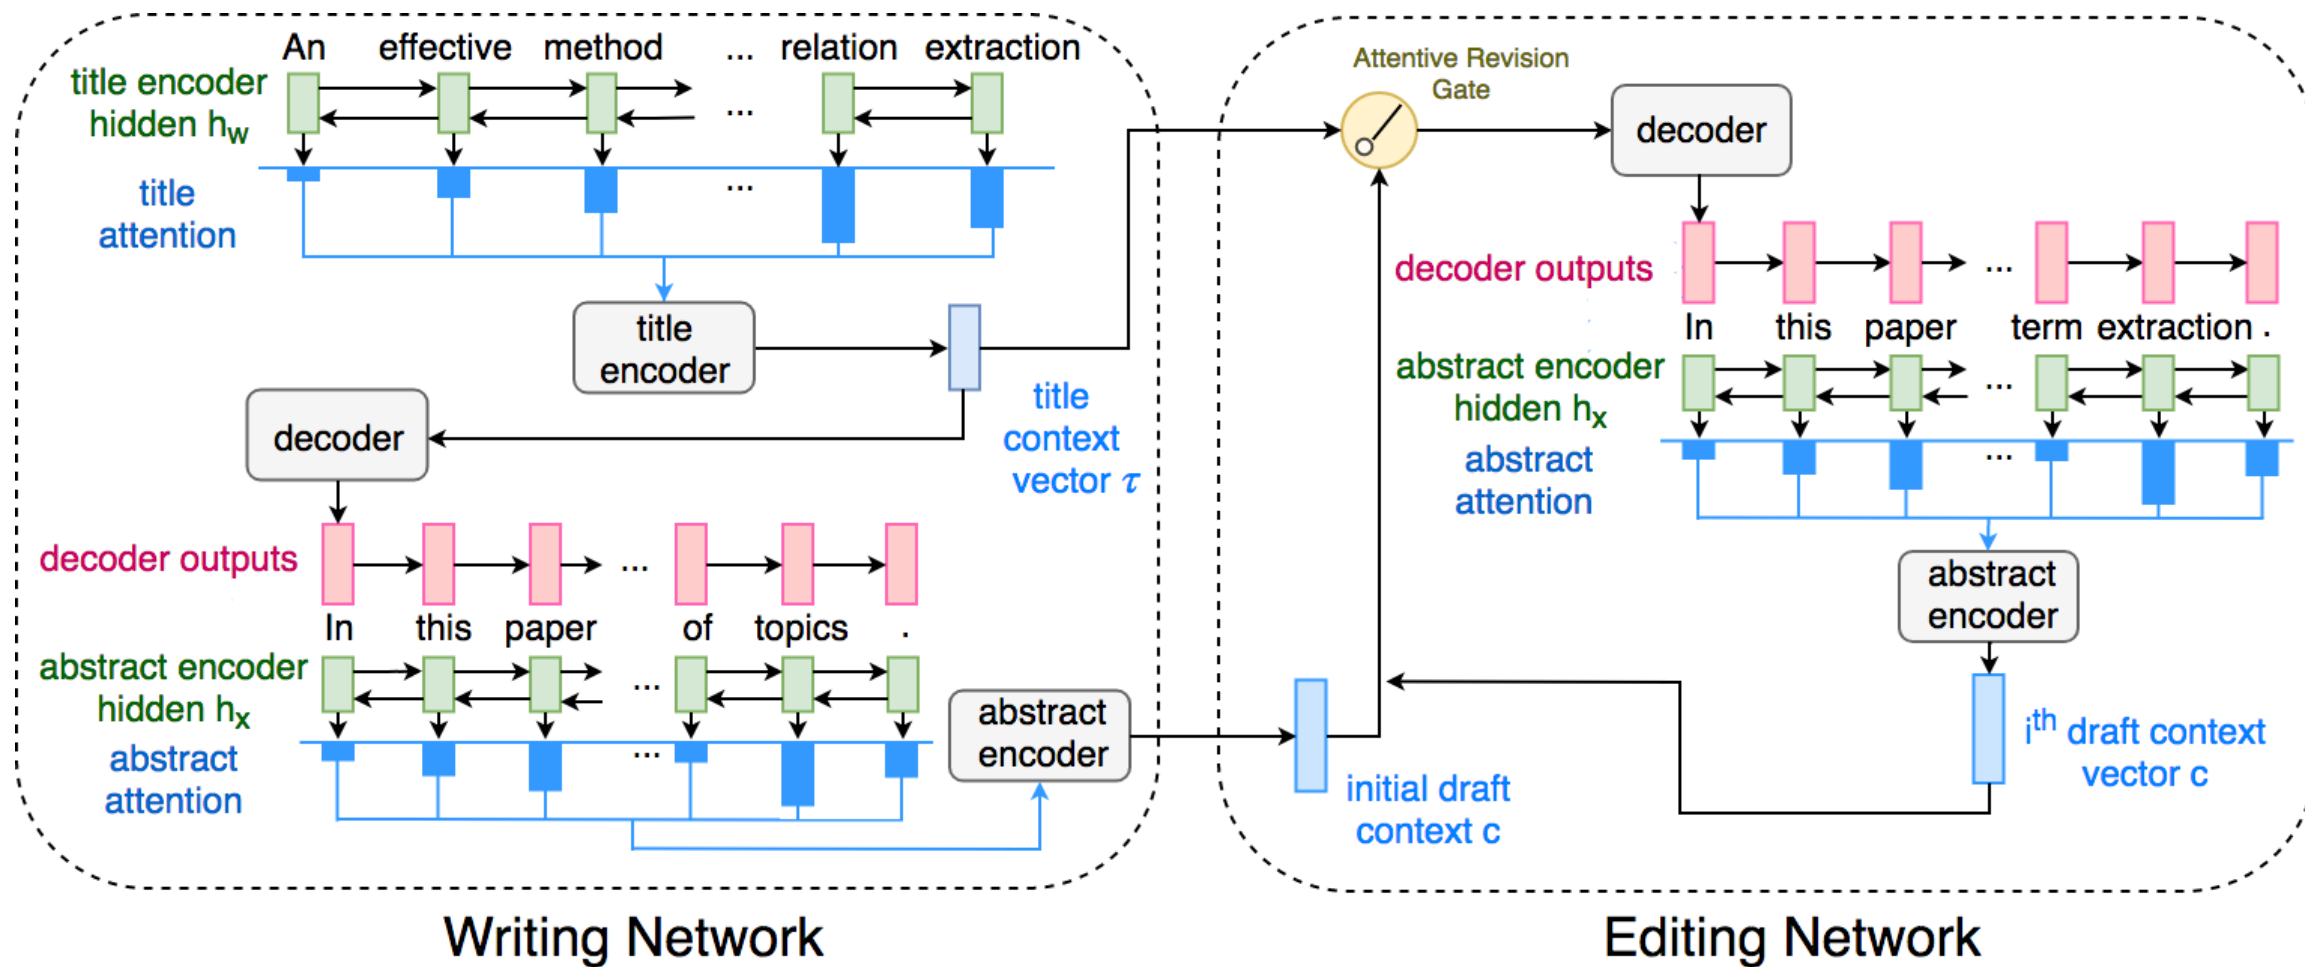 An effective method ... relation extraction
title encoder
hidden hw
...
title
attention
...
title
encoder
title
context
vector τ
decoder
decoder outputs
...
In this paper of topics .
abstract encoder
hidden hx
...
abstract
attention
...
abstract
encoder
Writing Network
Attentive Revision
Gate
decoder
decoder outputs
...
In this paper term extraction .
abstract encoder
hidden hx
...
abstract
attention
...
abstract
encoder
ith draft context
vector c
initial draft
context c
Editing Network